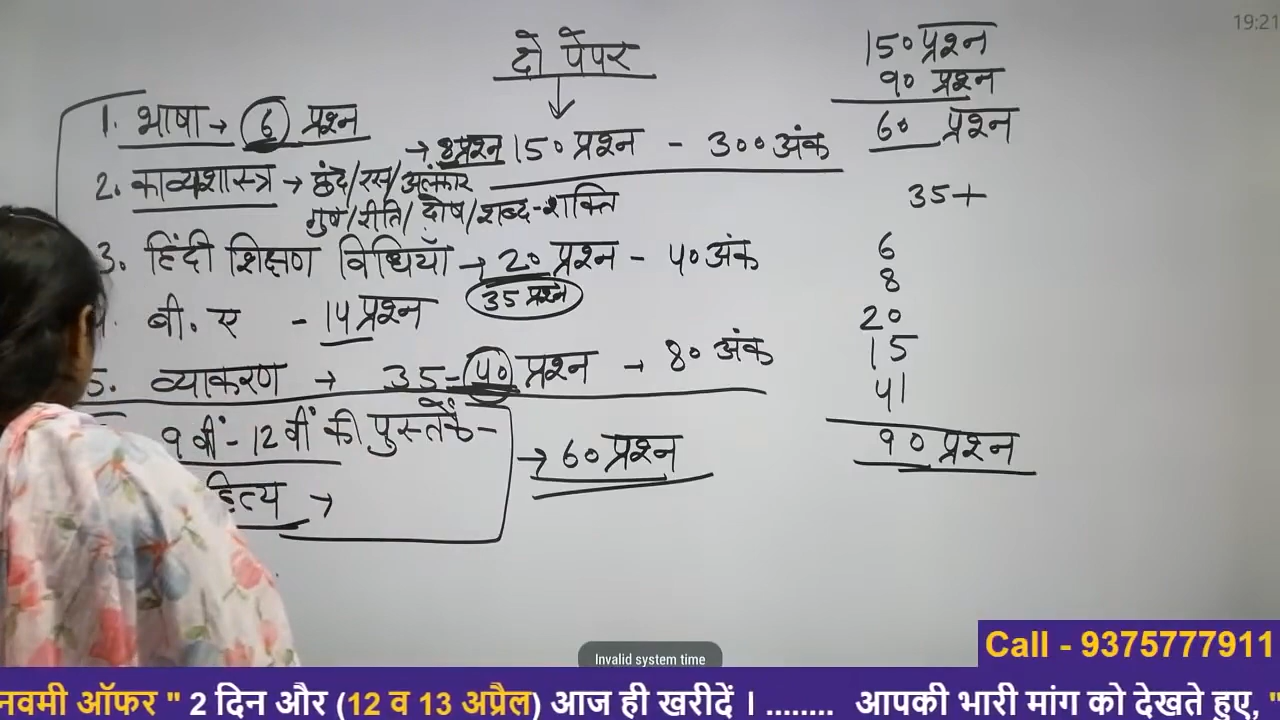 19:21
दो पेपर
→ 8 प्रश्न 150 प्रश्न - 300 अंक
1. भाषा → 6 प्रश्न
2. काव्यशास्त्र → छंद/रस/अलंकार
गुण/रीति/दोष/शब्द-शक्ति
3. हिंदी शिक्षण विधियाँ → 20 प्रश्न - 40 अंक
35 प्रश्न
बी. ए - 14 प्रश्न
5. व्याकरण → 35-40 प्रश्न → 80 अंक
9वीं-12वीं की पुस्तकें-
→ 60 प्रश्न
150 प्रश्न
90 प्रश्न
60 प्रश्न
35+
6
8
20
15
41
90 प्रश्न
Invalid system time
Call - 9375777911
नवमी ऑफर " 2 दिन और (12 व 13 अप्रैल) आज ही खरीदें । ........ आपकी भारी मांग को देखते हुए, "